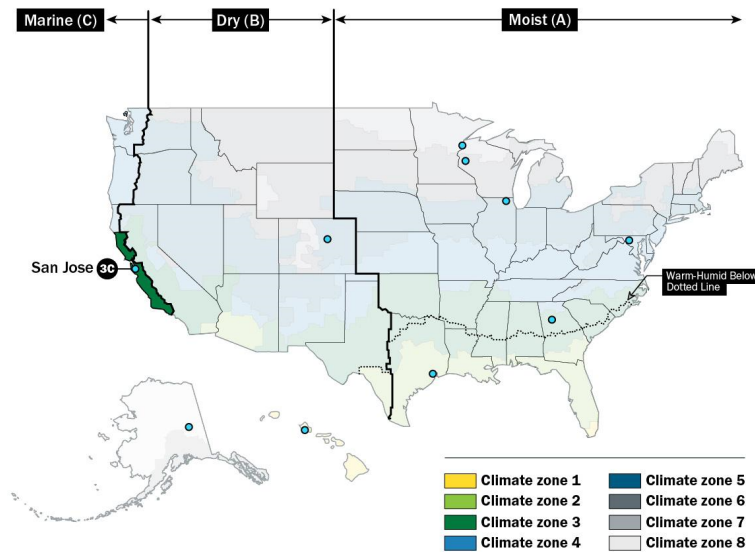 Marine (C)
Dry (B)
Moist (A)
San Jose 3C
Warm-Humid Below
Dotted Line
Climate zone 1
Climate zone 2
Climate zone 3
Climate zone 4
Climate zone 5
Climate zone 6
Climate zone 7
Climate zone 8